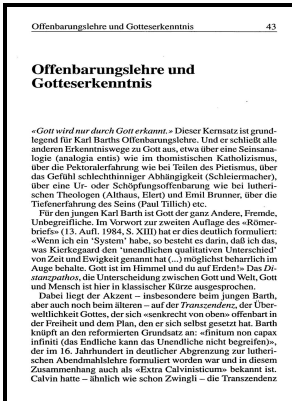 Offenbarungslehre und Gotteserkenntnis 43
Offenbarungslehre und
Gotteserkenntnis
«Gott wird nur durch Gott erkannt.» Dieser Kernsatz ist grund-
legend für Karl Barths Offenbarungslehre. Und er schließt alle
anderen Erkenntniswege zu Gott aus, etwa über eine Seinsana-
logie (analogia entis) wie im thomistischen Katholizismus,
über die Pektoralerfahrung wie bei Teilen des Pietismus, über
das Gefühl schlechthinniger Abhängigkeit (Schleiermacher),
über eine Ur- oder Schöpfungsoffenbarung wie bei lutheri-
schen Theologen (Althaus, Elert) und Emil Brunner, über die
Tiefenerfahrung des Seins (Paul Tillich) etc.
Für den jungen Karl Barth ist Gott der ganz Andere, Fremde,
Unbegreifliche. Im Vorwort zur zweiten Auflage des «Römer-
briefs» (13. Aufl. 1984, S. XIII) hat er dies deutlich formuliert:
«Wenn ich ein 'System' habe, so besteht es darin, daß ich das,
was Kierkegaard den 'unendlichen qualitativen Unterschied'
von Zeit und Ewigkeit genannt hat (...) möglichst beharrlich im
Auge behalte. Gott ist im Himmel und du auf Erden!» Das Di-
stanzpathos, die Unterscheidung zwischen Gott und Welt, Gott
und Mensch ist hier in klassischer Kürze ausgesprochen.
Dabei liegt der Akzent – insbesondere beim jungen Barth,
aber auch noch beim älteren – auf der Transzendenz, der Über-
weltlichkeit Gottes, der sich «senkrecht von oben» offenbart in
der Freiheit und dem Plan, den er sich selbst gesetzt hat. Barth
knüpft an den reformierten Grundsatz an: «finitum non capax
infiniti (das Endliche kann das Unendliche nicht begreifen)»,
der im 16. Jahrhundert in deutlicher Abgrenzung zur lutheri-
schen Abendmahlslehre formuliert worden war und in diesem
Zusammenhang auch als «Extra Calvinisticum» bekannt ist.
Calvin hatte – ähnlich wie schon Zwingli – die Transzendenz